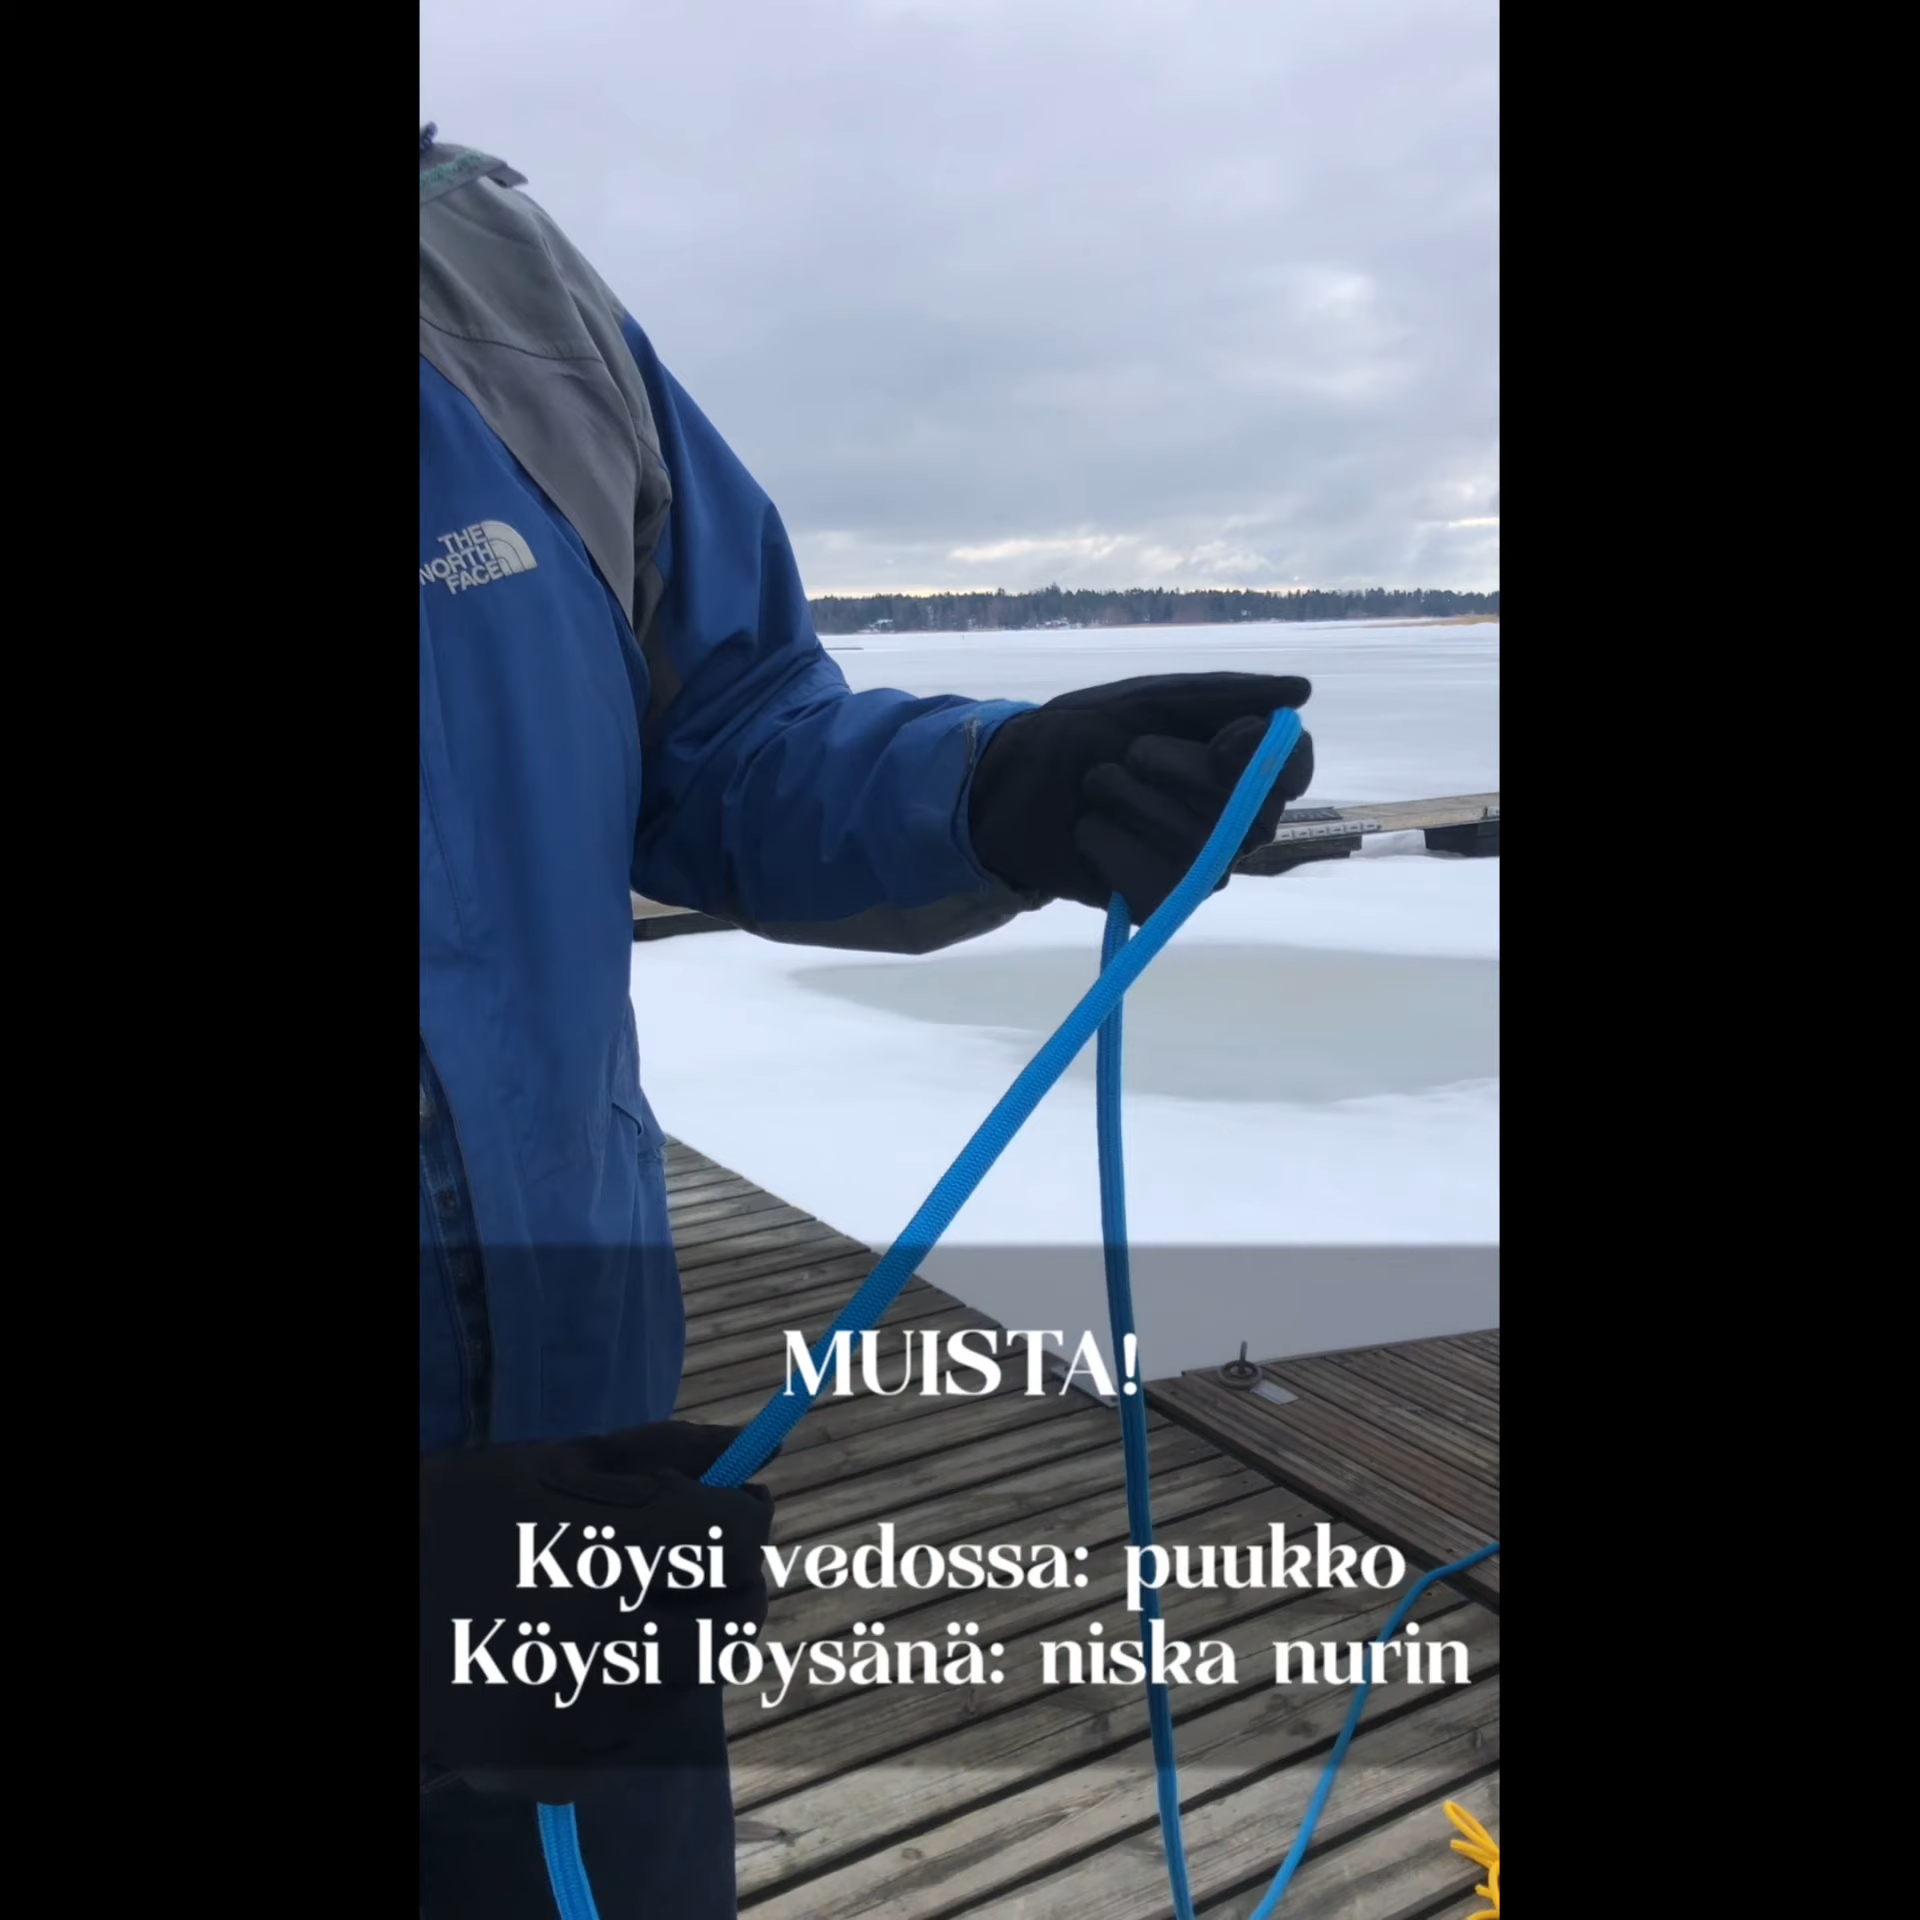 THE
NORTH
FACE
MUISTA!
Köysi vedossa: puukko
Köysi löysänä: niska nurin